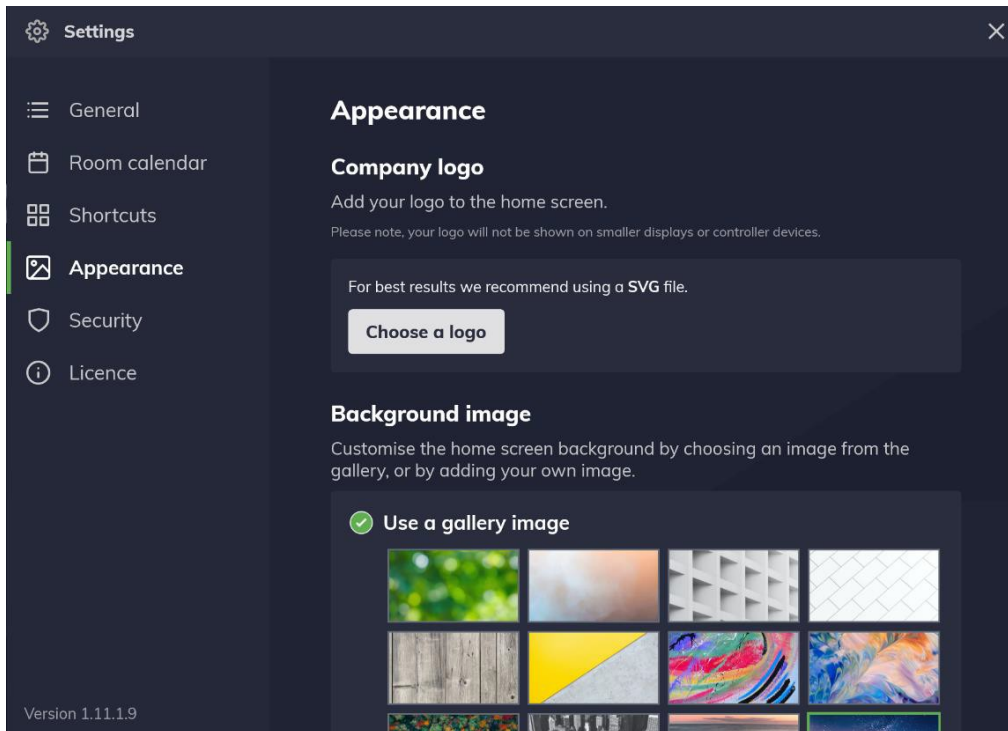 Settings
General
Room calendar
Shortcuts
Appearance
Security
Licence
Version 1.11.1.9
Appearance
Company logo
Add your logo to the home screen.
Please note, your logo will not be shown on smaller displays or controller devices.
For best results we recommend using a SVG file.
Choose a logo
Background image
Customise the home screen background by choosing an image from the
gallery, or by adding your own image.
Use a gallery image